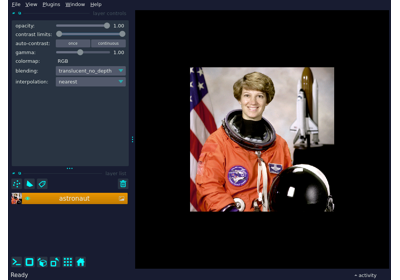 File View Plugins Window Help
layer controls
opacity: 1.00
contrast limits:
auto-contrast: once continuous
gamma: 1.00
colormap: RGB
blending: translucent_no_depth
interpolation: nearest
layer list
astronaut
Ready activity